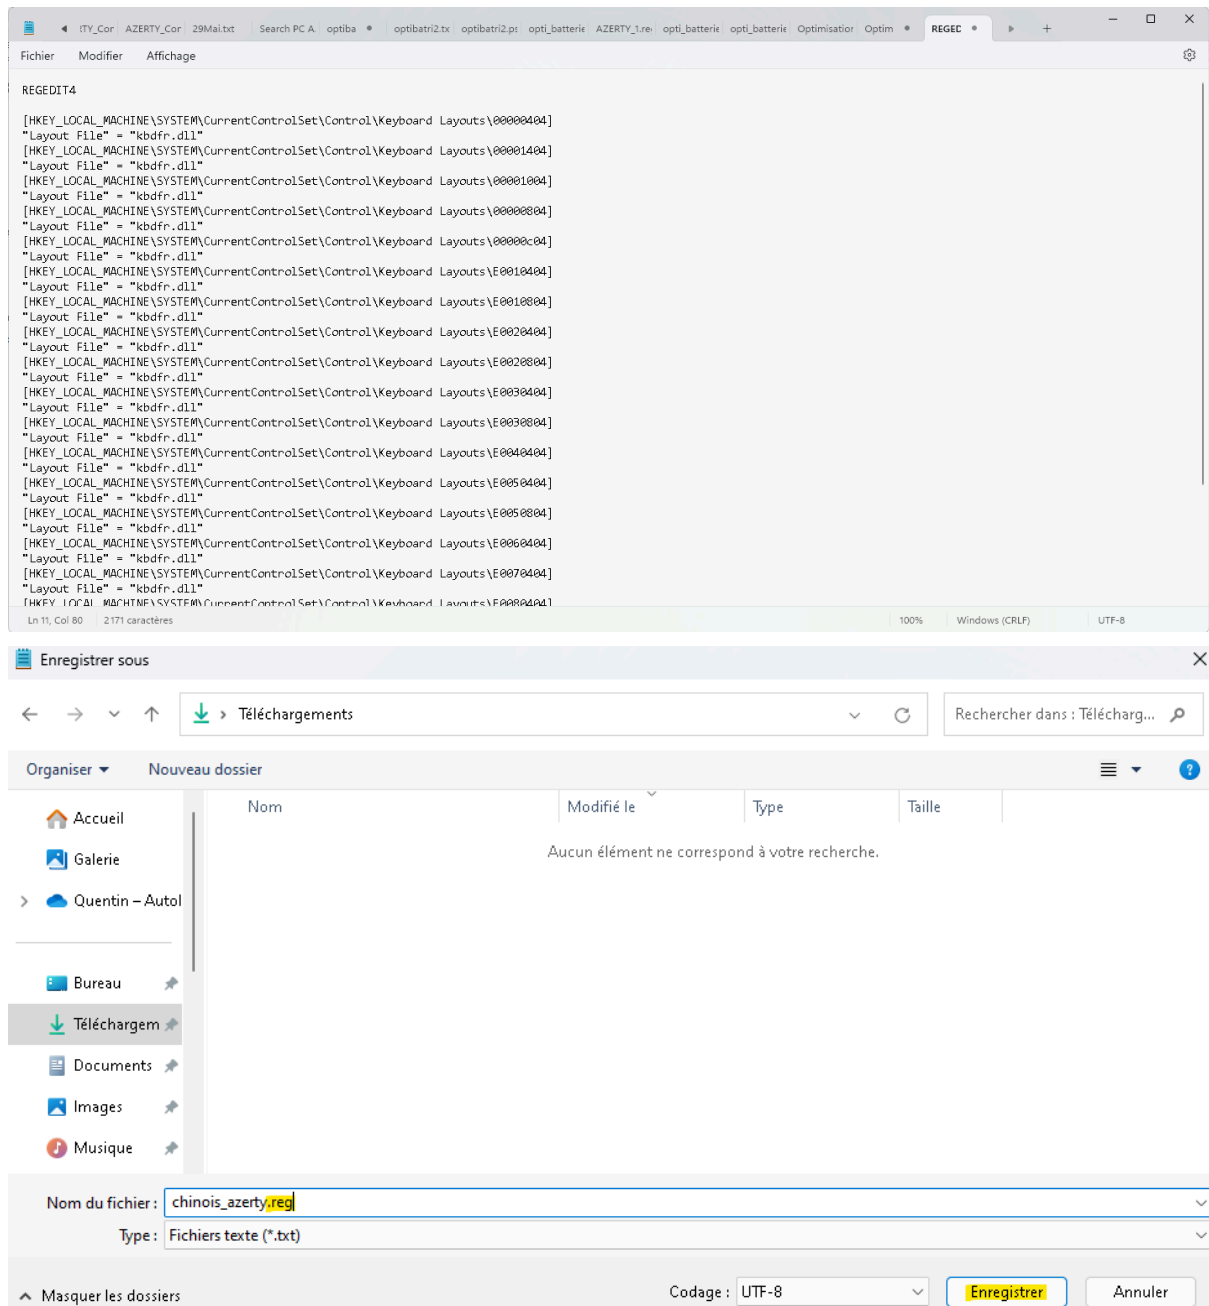 ITY_Cor AZERTY_Cor 29Mai.txt Search PC A optiba optibatri2.tx optibatri2.ps opti_batterie AZERTY_1.re opti_batterie opti_batterie Optimisation Optim REGEC
Fichier Modifier Affichage
REGEDIT4
[HKEY_LOCAL_MACHINE\SYSTEM\CurrentControlSet\Control\Keyboard Layouts\00000404]
"Layout File" = "kbdfr.dll"
[HKEY_LOCAL_MACHINE\SYSTEM\CurrentControlSet\Control\Keyboard Layouts\00001404]
"Layout File" = "kbdfr.dll"
[HKEY_LOCAL_MACHINE\SYSTEM\CurrentControlSet\Control\Keyboard Layouts\00001004]
"Layout File" = "kbdfr.dll"
[HKEY_LOCAL_MACHINE\SYSTEM\CurrentControlSet\Control\Keyboard Layouts\00000804]
"Layout File" = "kbdfr.dll"
[HKEY_LOCAL_MACHINE\SYSTEM\CurrentControlSet\Control\Keyboard Layouts\00000c04]
"Layout File" = "kbdfr.dll"
[HKEY_LOCAL_MACHINE\SYSTEM\CurrentControlSet\Control\Keyboard Layouts\E0010404]
"Layout File" = "kbdfr.dll"
[HKEY_LOCAL_MACHINE\SYSTEM\CurrentControlSet\Control\Keyboard Layouts\E0010804]
"Layout File" = "kbdfr.dll"
[HKEY_LOCAL_MACHINE\SYSTEM\CurrentControlSet\Control\Keyboard Layouts\E0020404]
"Layout File" = "kbdfr.dll"
[HKEY_LOCAL_MACHINE\SYSTEM\CurrentControlSet\Control\Keyboard Layouts\E0020804]
"Layout File" = "kbdfr.dll"
[HKEY_LOCAL_MACHINE\SYSTEM\CurrentControlSet\Control\Keyboard Layouts\E0030404]
"Layout File" = "kbdfr.dll"
[HKEY_LOCAL_MACHINE\SYSTEM\CurrentControlSet\Control\Keyboard Layouts\E0030804]
"Layout File" = "kbdfr.dll"
[HKEY_LOCAL_MACHINE\SYSTEM\CurrentControlSet\Control\Keyboard Layouts\E0040404]
"Layout File" = "kbdfr.dll"
[HKEY_LOCAL_MACHINE\SYSTEM\CurrentControlSet\Control\Keyboard Layouts\E0050404]
"Layout File" = "kbdfr.dll"
[HKEY_LOCAL_MACHINE\SYSTEM\CurrentControlSet\Control\Keyboard Layouts\E0050804]
"Layout File" = "kbdfr.dll"
[HKEY_LOCAL_MACHINE\SYSTEM\CurrentControlSet\Control\Keyboard Layouts\E0060404]
"Layout File" = "kbdfr.dll"
[HKEY_LOCAL_MACHINE\SYSTEM\CurrentControlSet\Control\Keyboard Layouts\E0070404]
"Layout File" = "kbdfr.dll"
[HKEY_LOCAL_MACHINE\SYSTEM\CurrentControlSet\Control\Keyboard Layouts\E0080404]
Ln 11, Col 80 2171 caractères 100% Windows (CRLF) UTF-8
Enregistrer sous
Téléchargements Rechercher dans : Télécharg...
Organiser Nouveau dossier
Nom Modifié le Type Taille
Accueil
Aucun élément ne correspond à votre recherche.
Galerie
Quentin – Autol
Bureau
Téléchargem
Documents
Images
Musique
Nom du fichier : chinois_azerty.reg
Type : Fichiers texte (*.txt)
Masquer les dossiers Codage : UTF-8 Enregistrer Annuler